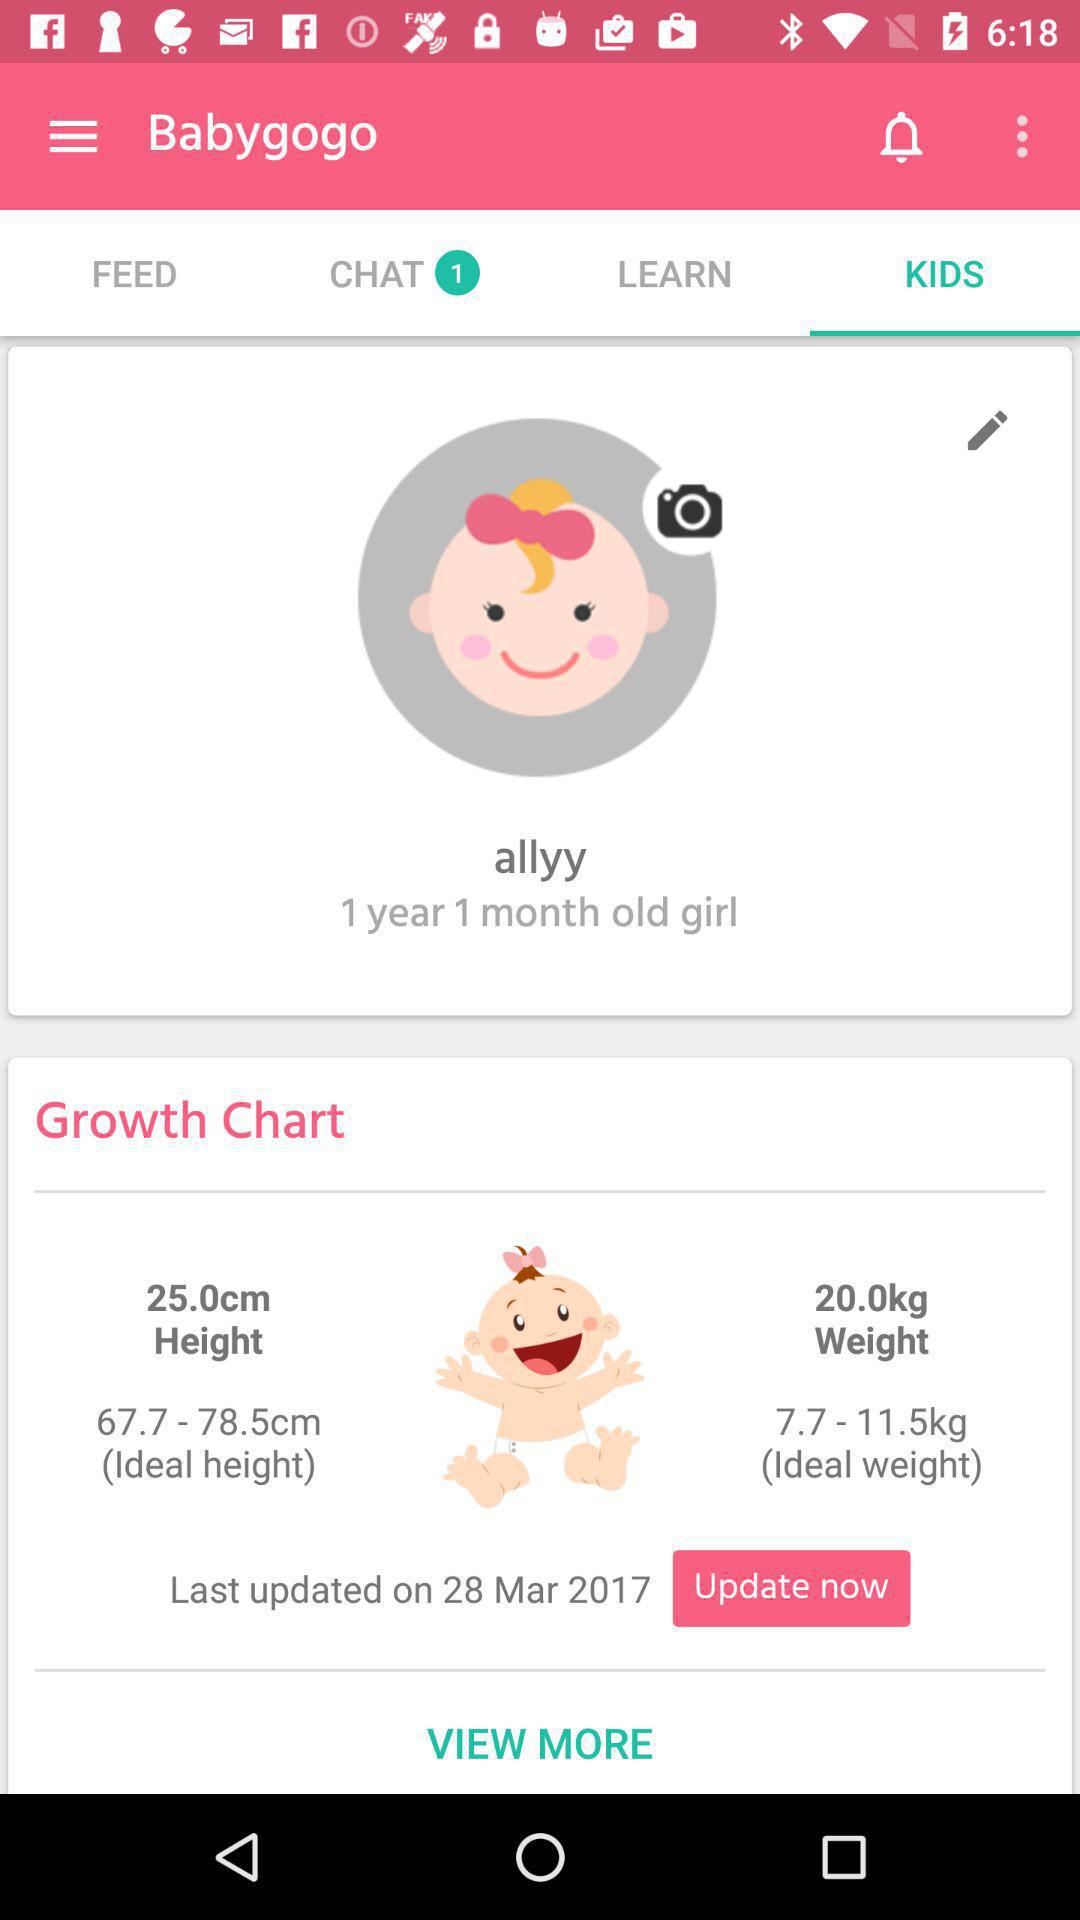 FAKE
6:18
Babygogo
FEED CHAT 1 LEARN KIDS
allyy
1 year 1 month old girl
Growth Chart
25.0cm
Height
67.7 - 78.5cm
(Ideal height)
20.0kg
Weight
7.7 - 11.5kg
(Ideal weight)
Last updated on 28 Mar 2017 Update now
VIEW MORE